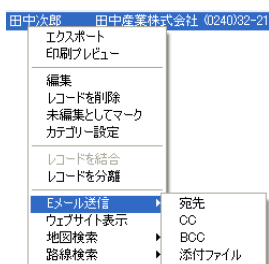 田中次郎 田中産業株式会社 (0240)32-21
エクスポート
印刷プレビュー
編集
レコードを削除
未編集としてマーク
カテゴリー設定
レコードを結合
レコードを分離
Eメール送信
ウェブサイト表示
地図検索
路線検索
宛先
CC
BCC
添付ファイル